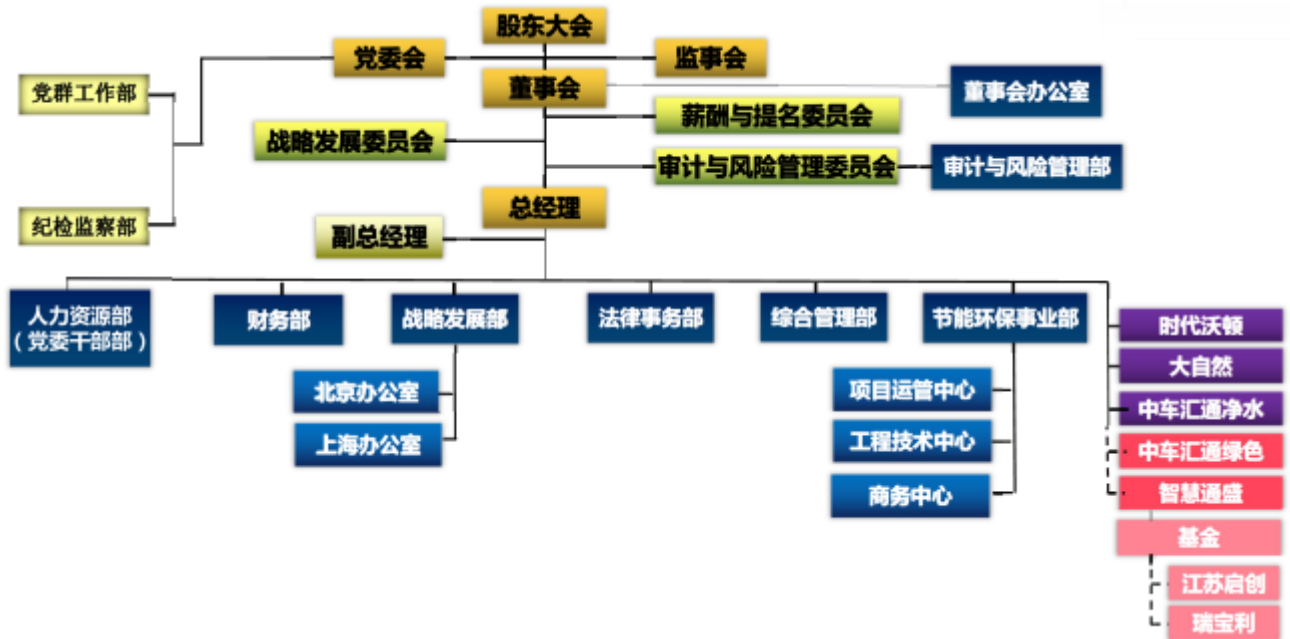 股东大会
党委会
监事会
董事会
董事会办公室
党群工作部
薪酬与提名委员会
战略发展委员会
审计与风险管理委员会
审计与风险管理部
总经理
纪检监察部
副总经理
人力资源部
（党委干部部）
财务部
战略发展部
法律事务部
综合管理部
节能环保事业部
时代沃顿
大自然
北京办公室
项目运管中心
中车汇通净水
上海办公室
工程技术中心
中车汇通绿色
商务中心
智慧通盛
基金
江苏启创
瑞宝利